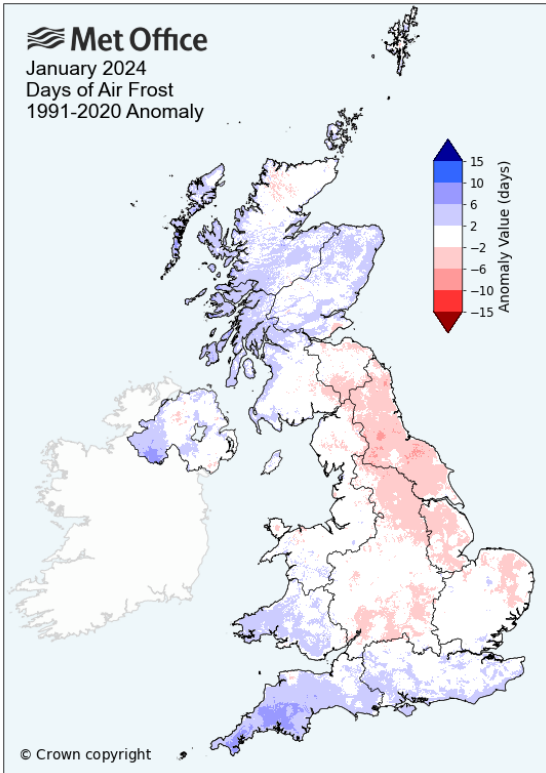 Met Office
January 2024
Days of Air Frost
1991-2020 Anomaly
15
10
6
2
−2
−6
−10
−15
Anomaly Value (days)
© Crown copyright